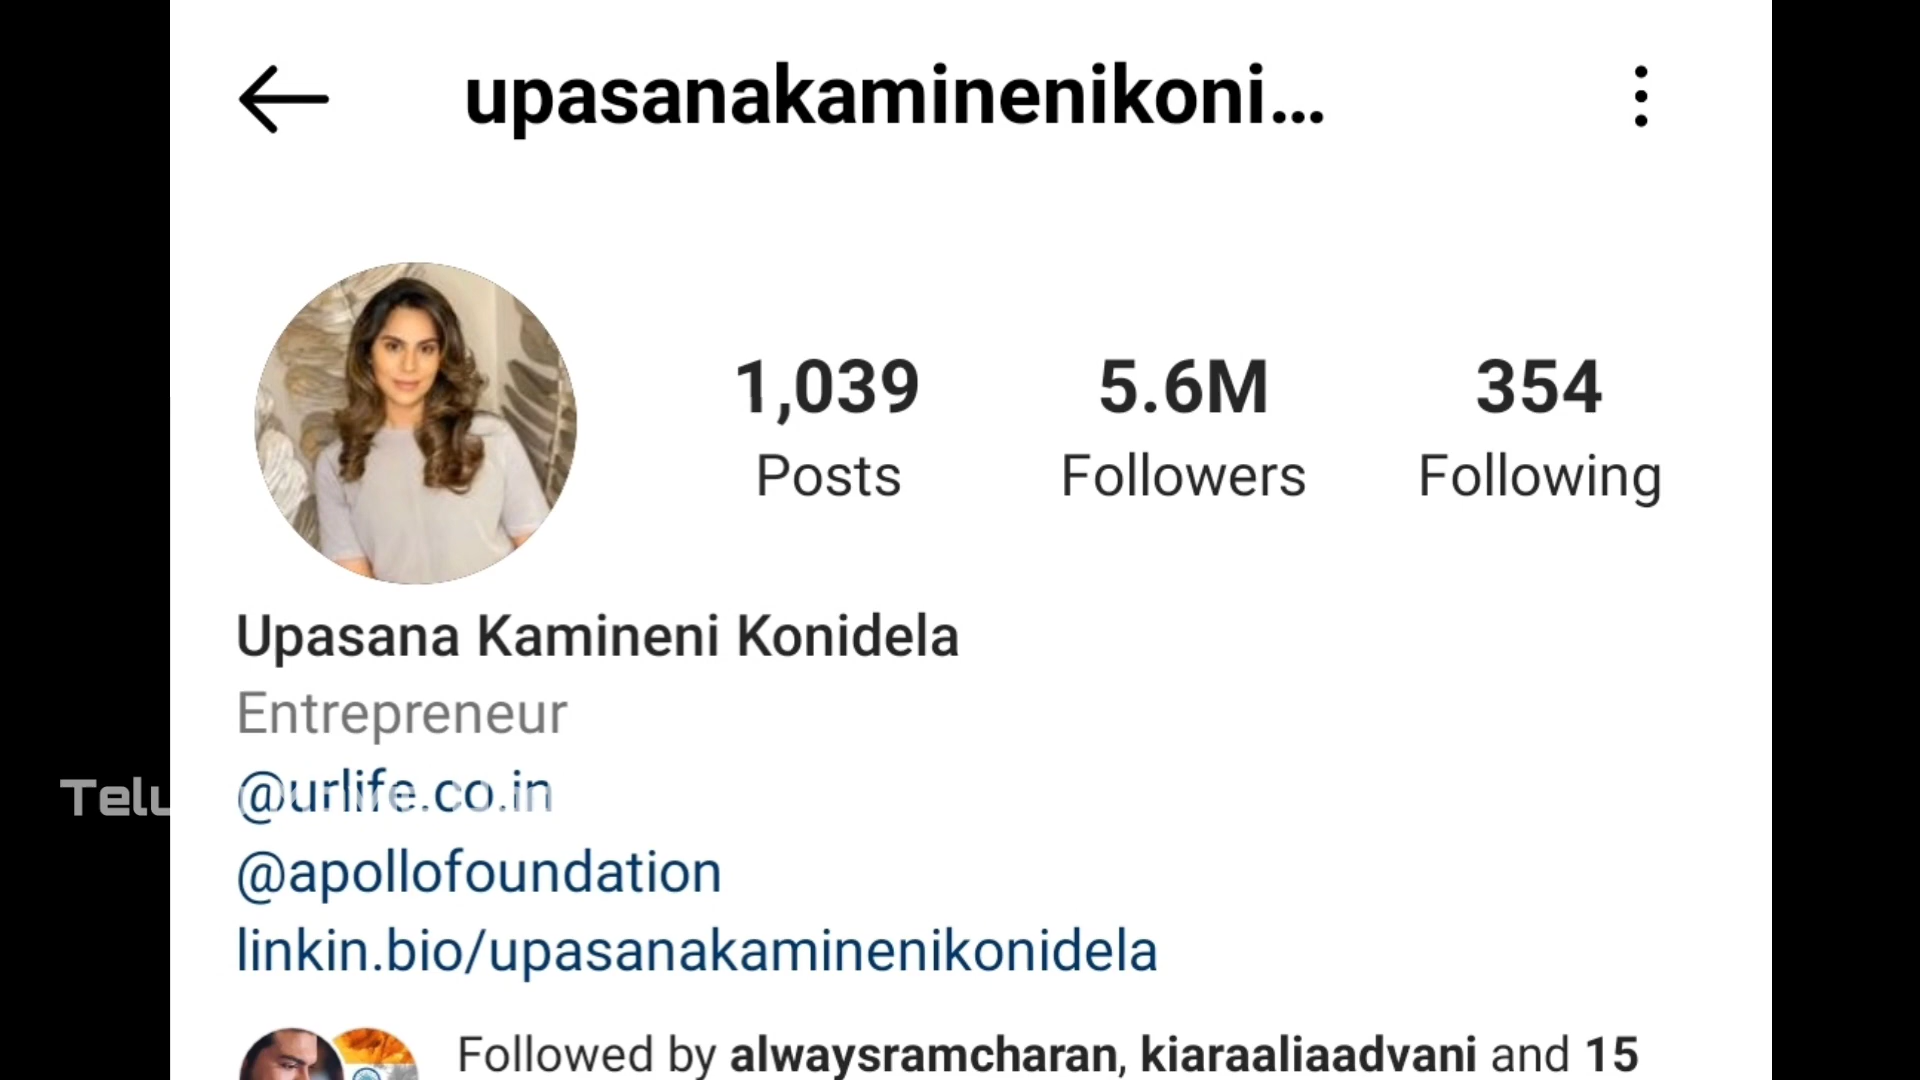 upasanakaminenikoni...
1,039 5.6M 354
Posts Followers Following
Upasana Kamineni Konidela
Entrepreneur
@urlife.co.in
@apollofoundation
linkin.bio/upasanakaminenikonidela
Followed by alwaysramcharan, kiaraaliaadvani and 15